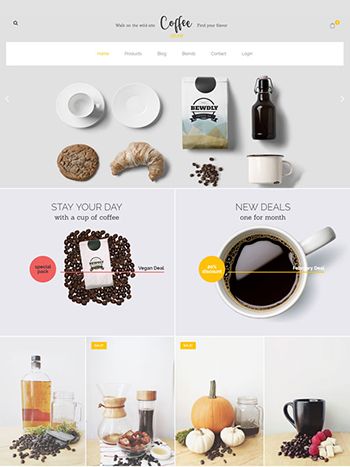 Walk on the wild side
Coffee
Find your flavor
0
Home
Products
Blog
Blends
Contact
Login
BEWDLY
STAY YOUR DAY
with a cup of coffee
special
pack
Vegan Deal
BEWDLY
NEW DEALS
one for month
20%
discount
February Deal
SALE!
SALE!